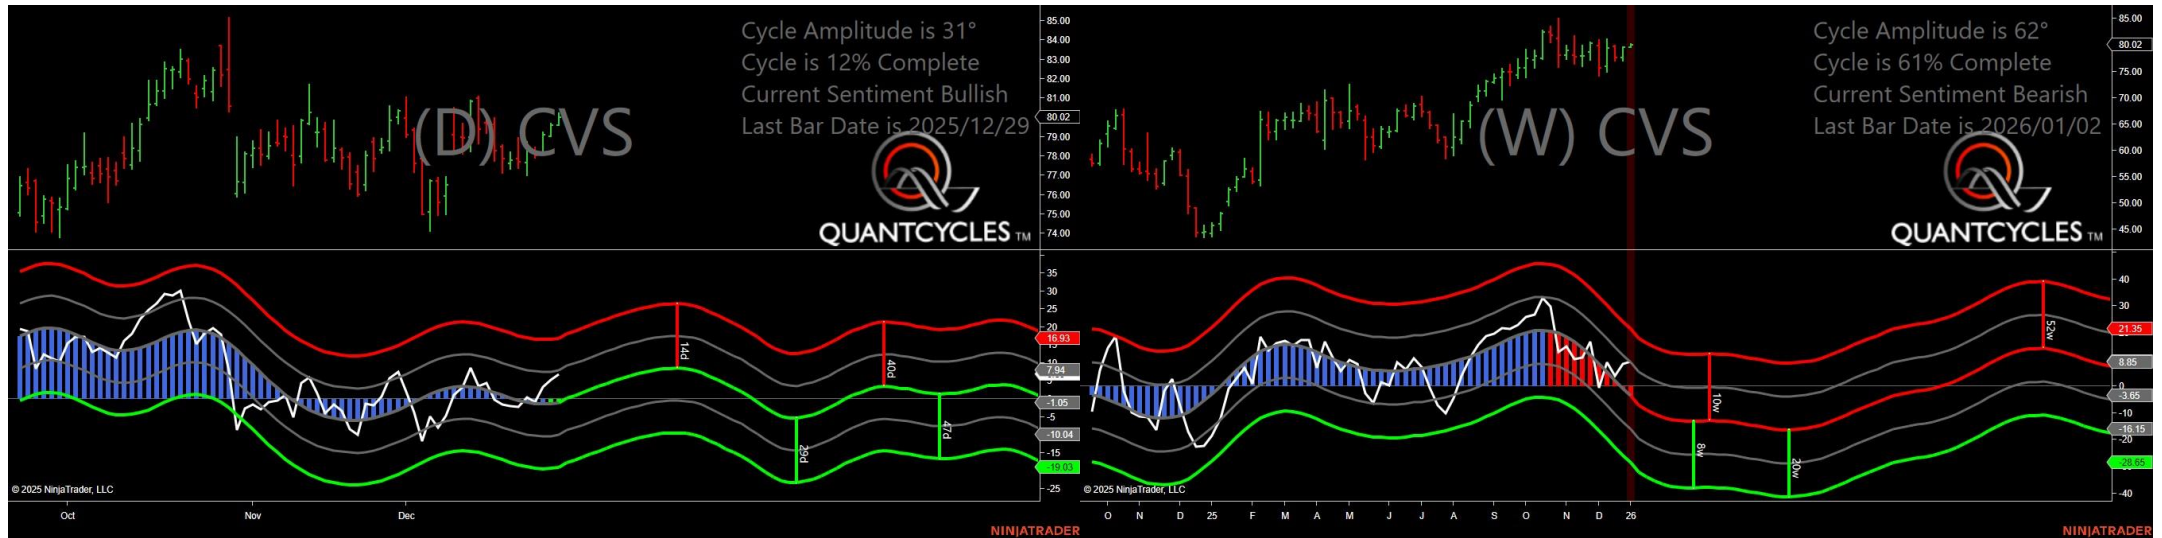 Cycle Amplitude is 31°
Cycle is 12% Complete
Current Sentiment Bullish
Last Bar Date is 2025/12/29
(D) CVS
QUANTCYCLES TM
85.00
84.00
83.00
82.00
81.00
80.02
79.00
78.00
77.00
76.00
75.00
74.00
35
30
25
20
16.93
15
10
7.94
-1.05
-5
-10.04
-15
-19.03
-25
14d
29d
40d
47d
© 2025 NinjaTrader, LLC
Oct
Nov
Dec
NINJATRADER
Cycle Amplitude is 62°
Cycle is 61% Complete
Current Sentiment Bearish
Last Bar Date is 2026/01/02
(W) CVS
QUANTCYCLES TM
85.00
80.02
75.00
70.00
65.00
60.00
55.00
50.00
45.00
40
30
21.35
8.85
0
-3.65
-10
-16.15
-20
-28.65
-40
8w
10w
20w
52w
© 2025 NinjaTrader, LLC
O
N
D
25
F
M
A
M
J
J
A
S
O
N
D
26
NINJATRADER